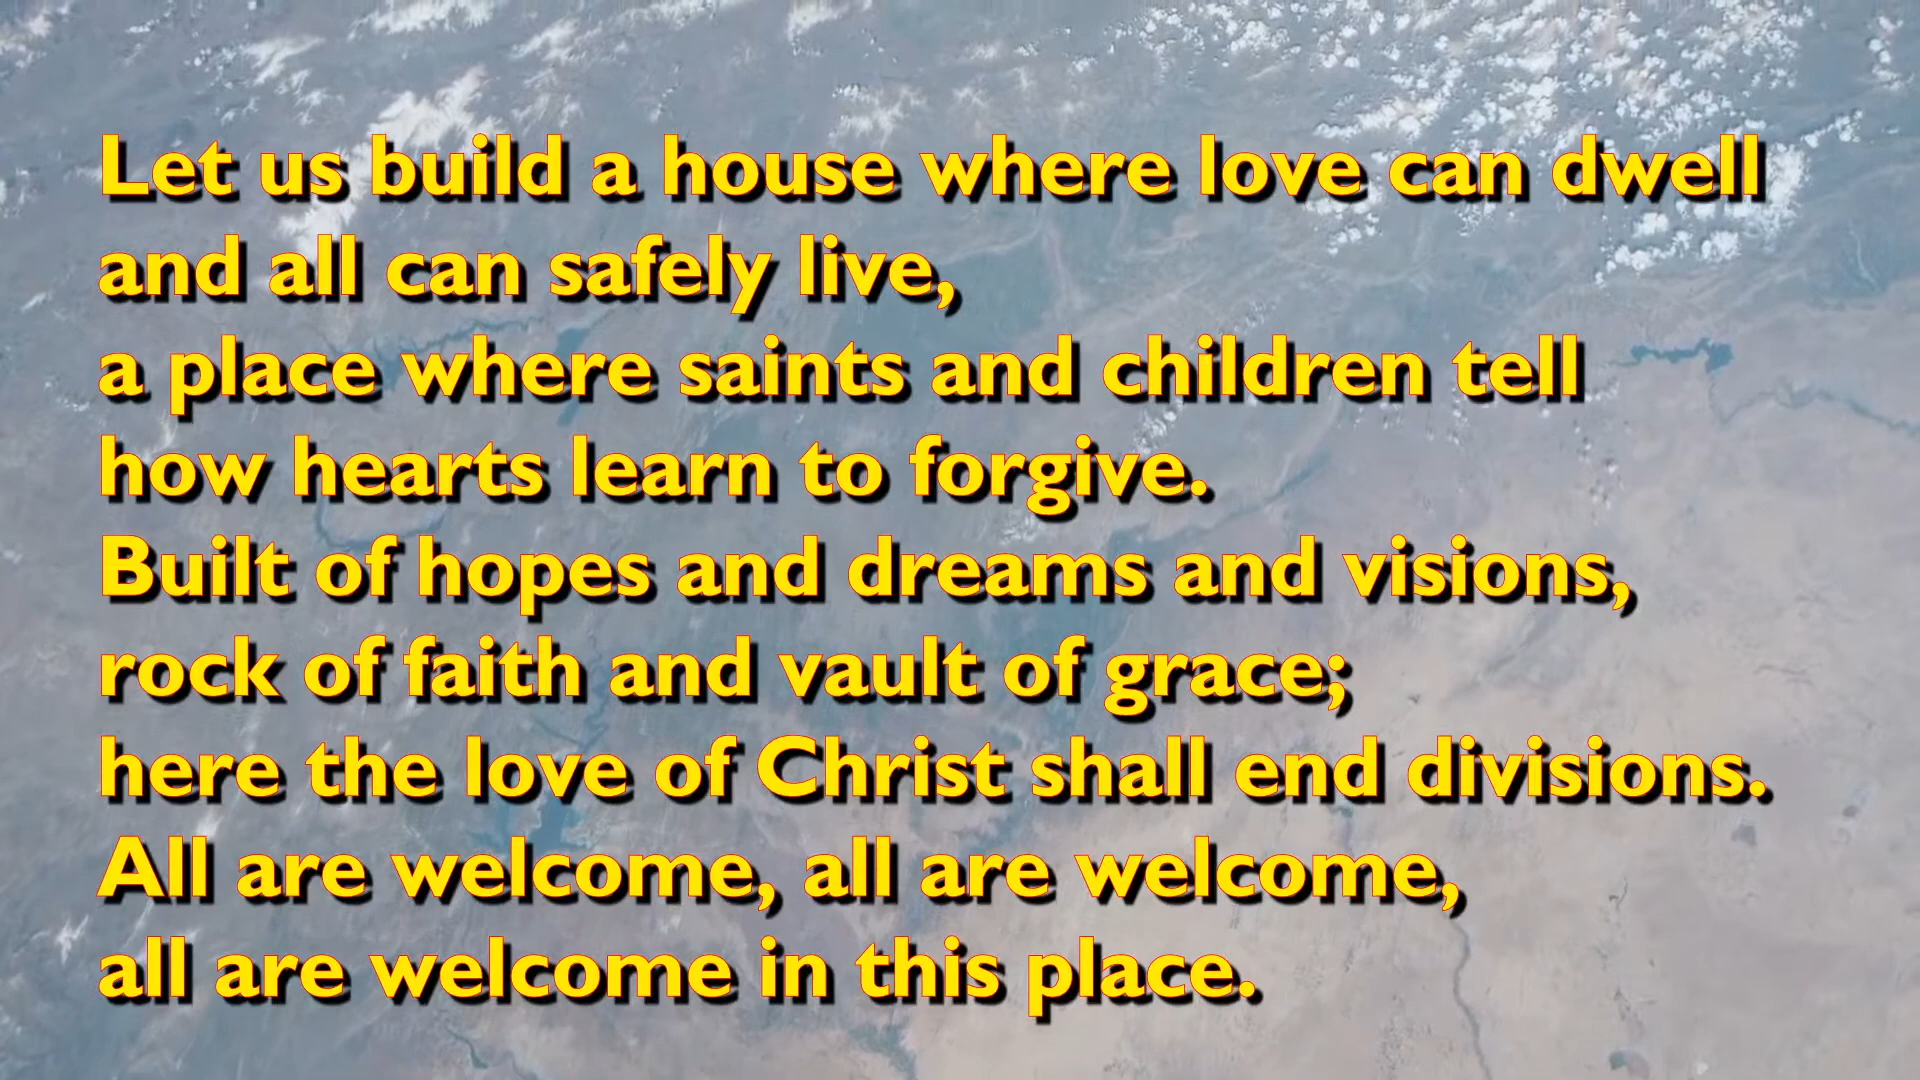 Let us build a house where love can dwell
and all can safely live,
a place where saints and children tell
how hearts learn to forgive.
Built of hopes and dreams and visions,
rock of faith and vault of grace;
here the love of Christ shall end divisions.
All are welcome, all are welcome,
all are welcome in this place.